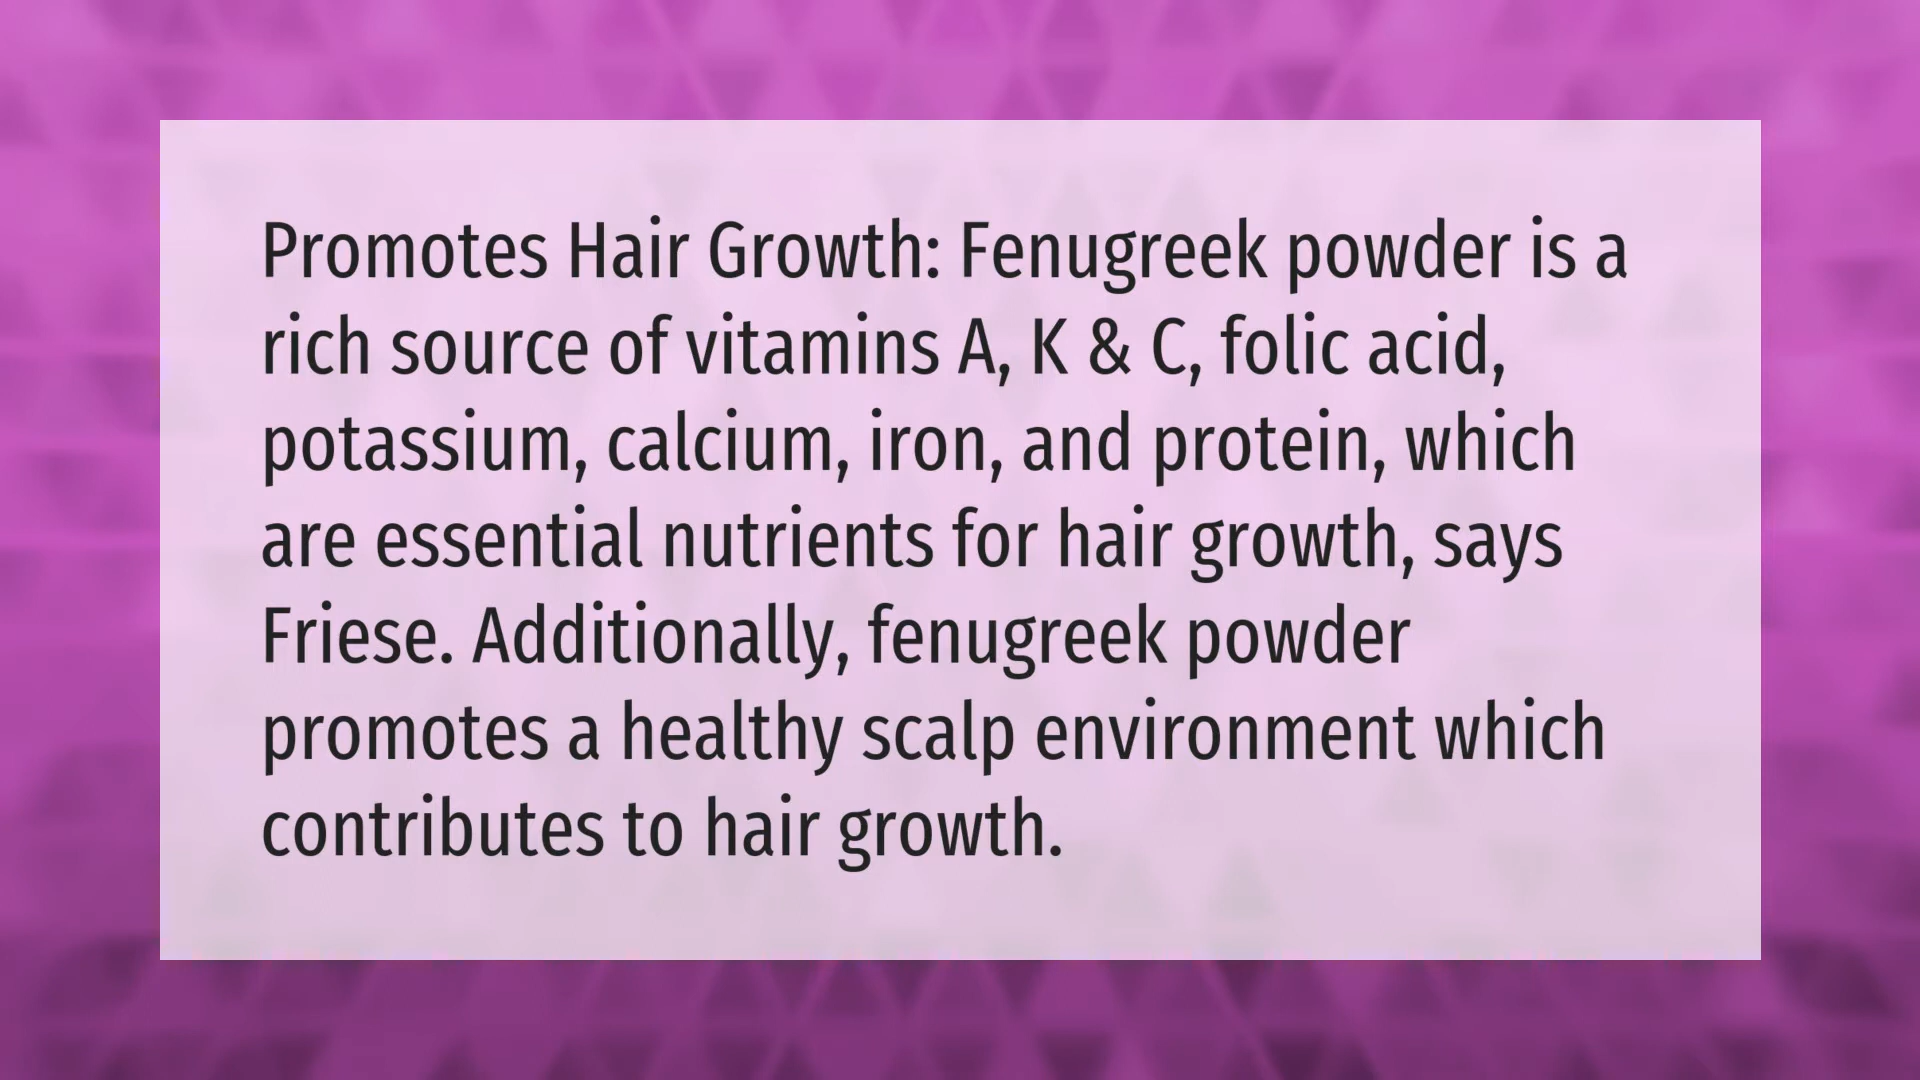 Promotes Hair Growth: Fenugreek powder is a
rich source of vitamins A, K & C, folic acid,
potassium, calcium, iron, and protein, which
are essential nutrients for hair growth, says
Friese. Additionally, fenugreek powder
promotes a healthy scalp environment which
contributes to hair growth.